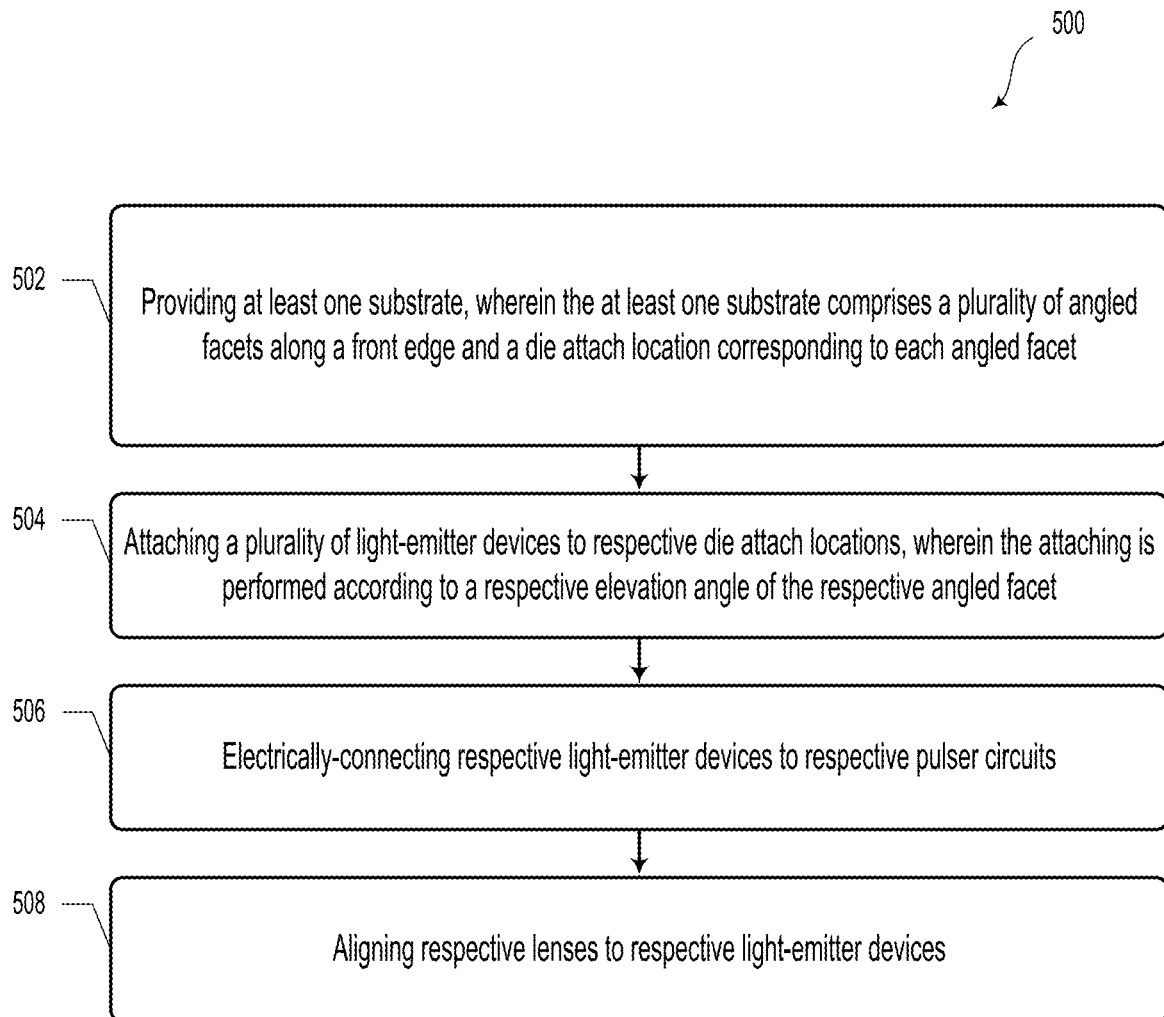 500
502
Providing at least one substrate, wherein the at least one substrate comprises a plurality of angled
facets along a front edge and a die attach location corresponding to each angled facet
504
Attaching a plurality of light-emitter devices to respective die attach locations, wherein the attaching is
performed according to a respective elevation angle of the respective angled facet
506
Electrically-connecting respective light-emitter devices to respective pulser circuits
508
Aligning respective lenses to respective light-emitter devices